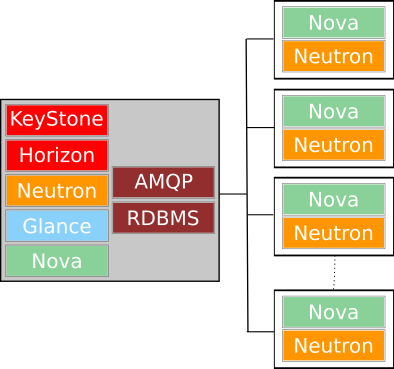 KeyStone
Horizon
Neutron
Glance
Nova
AMQP
RDBMS
Nova
Neutron
Nova
Neutron
Nova
Neutron
Nova
Neutron